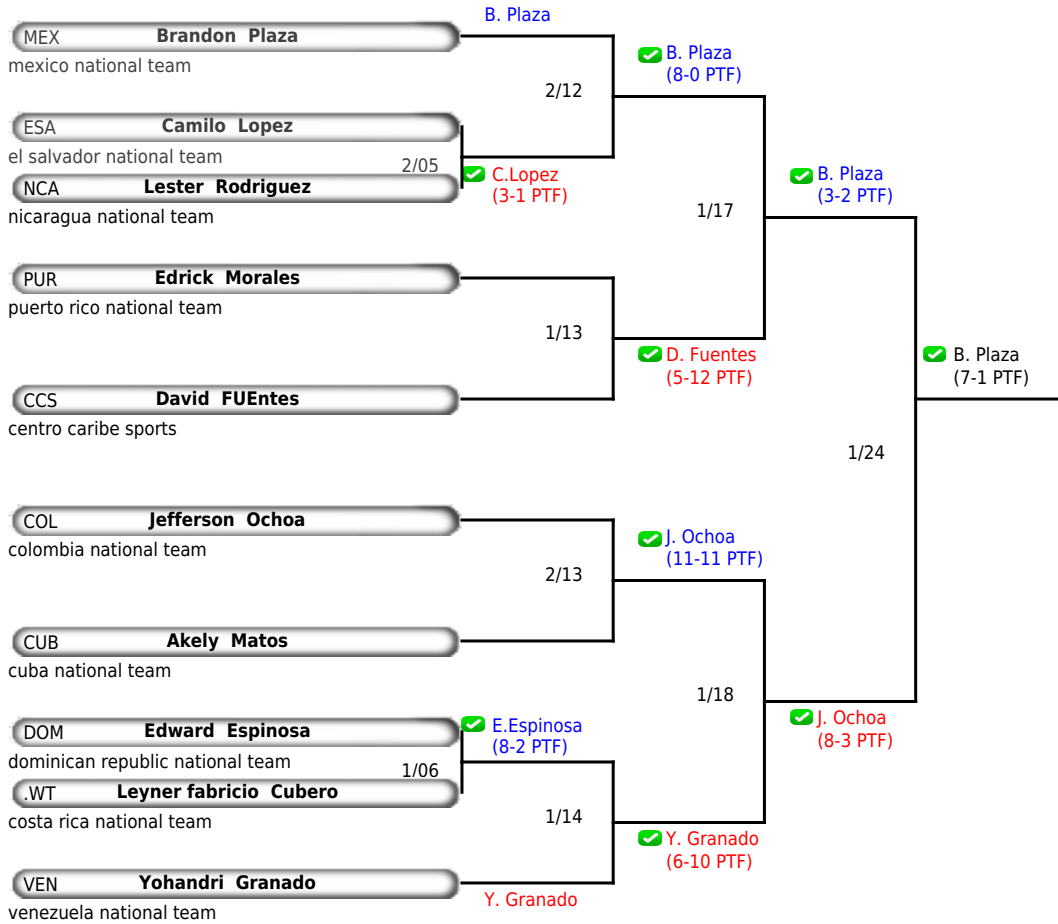 B. Plaza
MEX Brandon Plaza
mexico national team
B. Plaza
(8-0 PTF)
2/12
ESA Camilo Lopez
el salvador national team
2/05
C.Lopez
(3-1 PTF)
NCA Lester Rodriguez
nicaragua national team
B. Plaza
(3-2 PTF)
1/17
PUR Edrick Morales
puerto rico national team
1/13
D. Fuentes
(5-12 PTF)
B. Plaza
(7-1 PTF)
CCS David FUEntes
centro caribe sports
1/24
COL Jefferson Ochoa
colombia national team
J. Ochoa
(11-11 PTF)
2/13
CUB Akely Matos
cuba national team
1/18
J. Ochoa
(8-3 PTF)
DOM Edward Espinosa
dominican republic national team
E.Espinosa
(8-2 PTF)
1/06
.WT Leyner fabricio Cubero
costa rica national team
1/14
Y. Granado
(6-10 PTF)
VEN Yohandri Granado
venezuela national team
Y. Granado